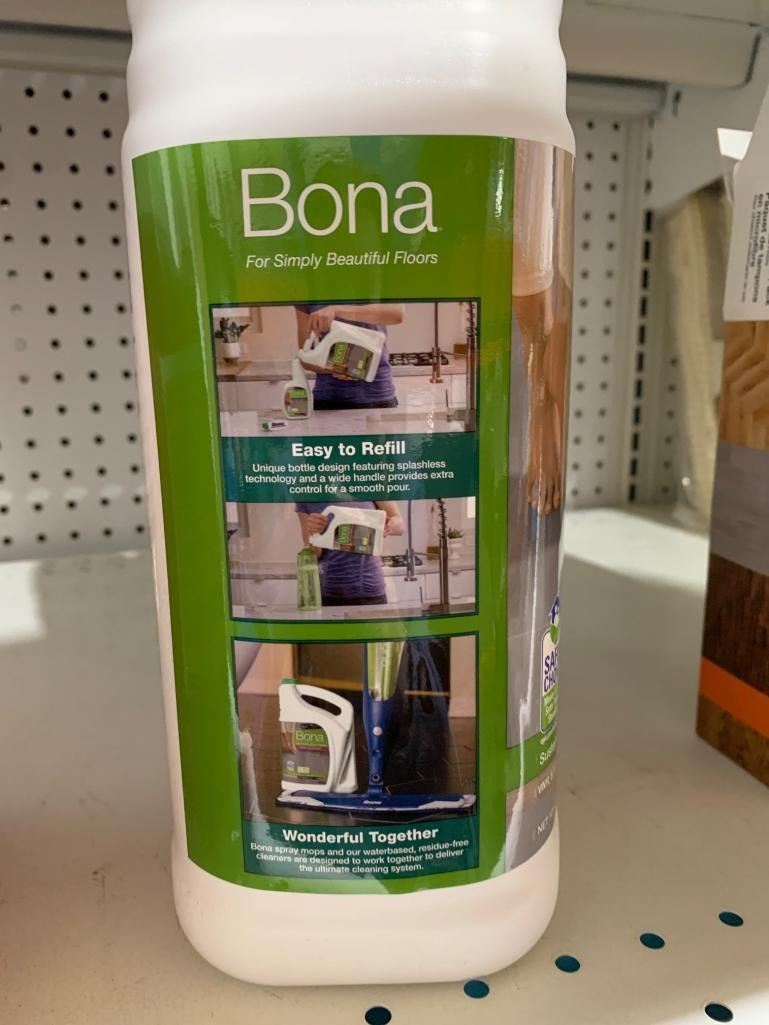 Bona
For Simply Beautiful Floors
Bona
Easy to Refill
Unique bottle design featuring splashless
technology and a wide handle provides extra
control for a smooth pour.
Bona
Wonderful Together
Bona spray mops and our waterbased, residue-free
cleaners are designed to work together to deliver
the ultimate cleaning system.